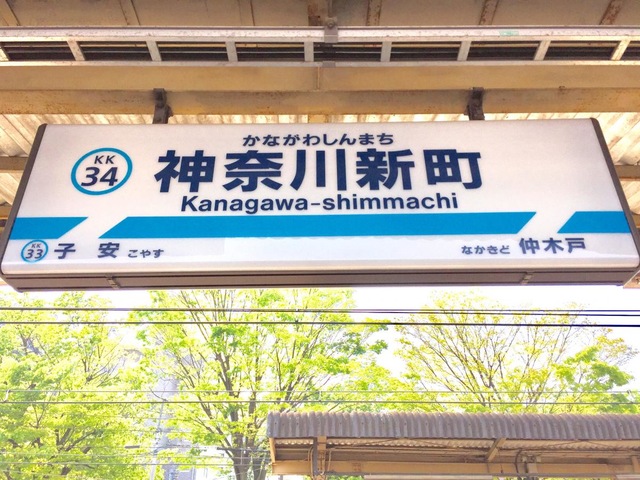 かながわしんまち
KK
34
神奈川新町
Kanagawa-shimmachi
KK
33
子安 こやす
なかきど 仲木戸